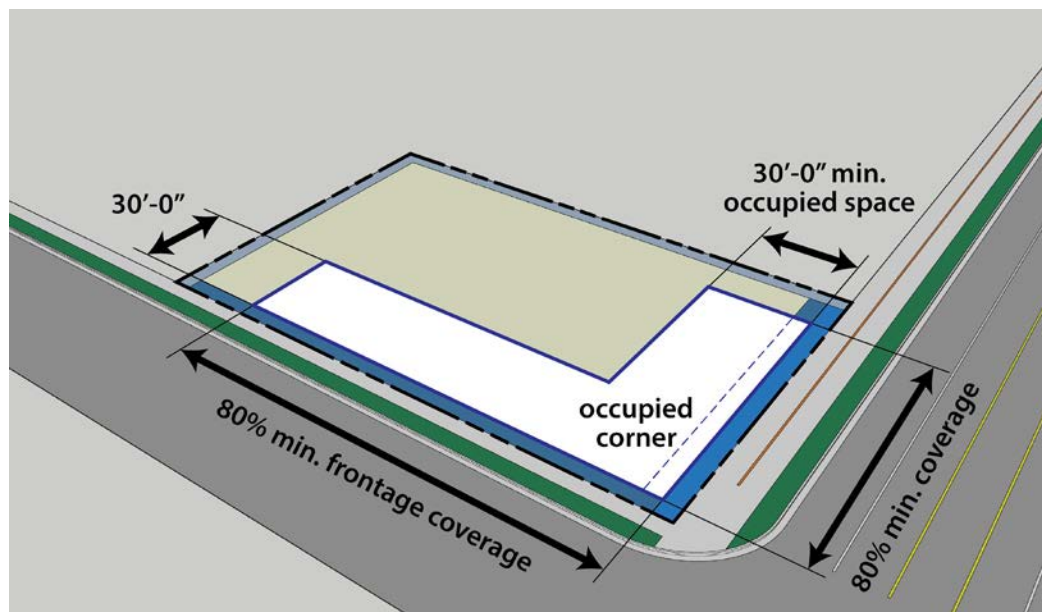 30’-0”
30’-0” min.
occupied space
occupied
corner
80% min. frontage coverage
80% min. coverage